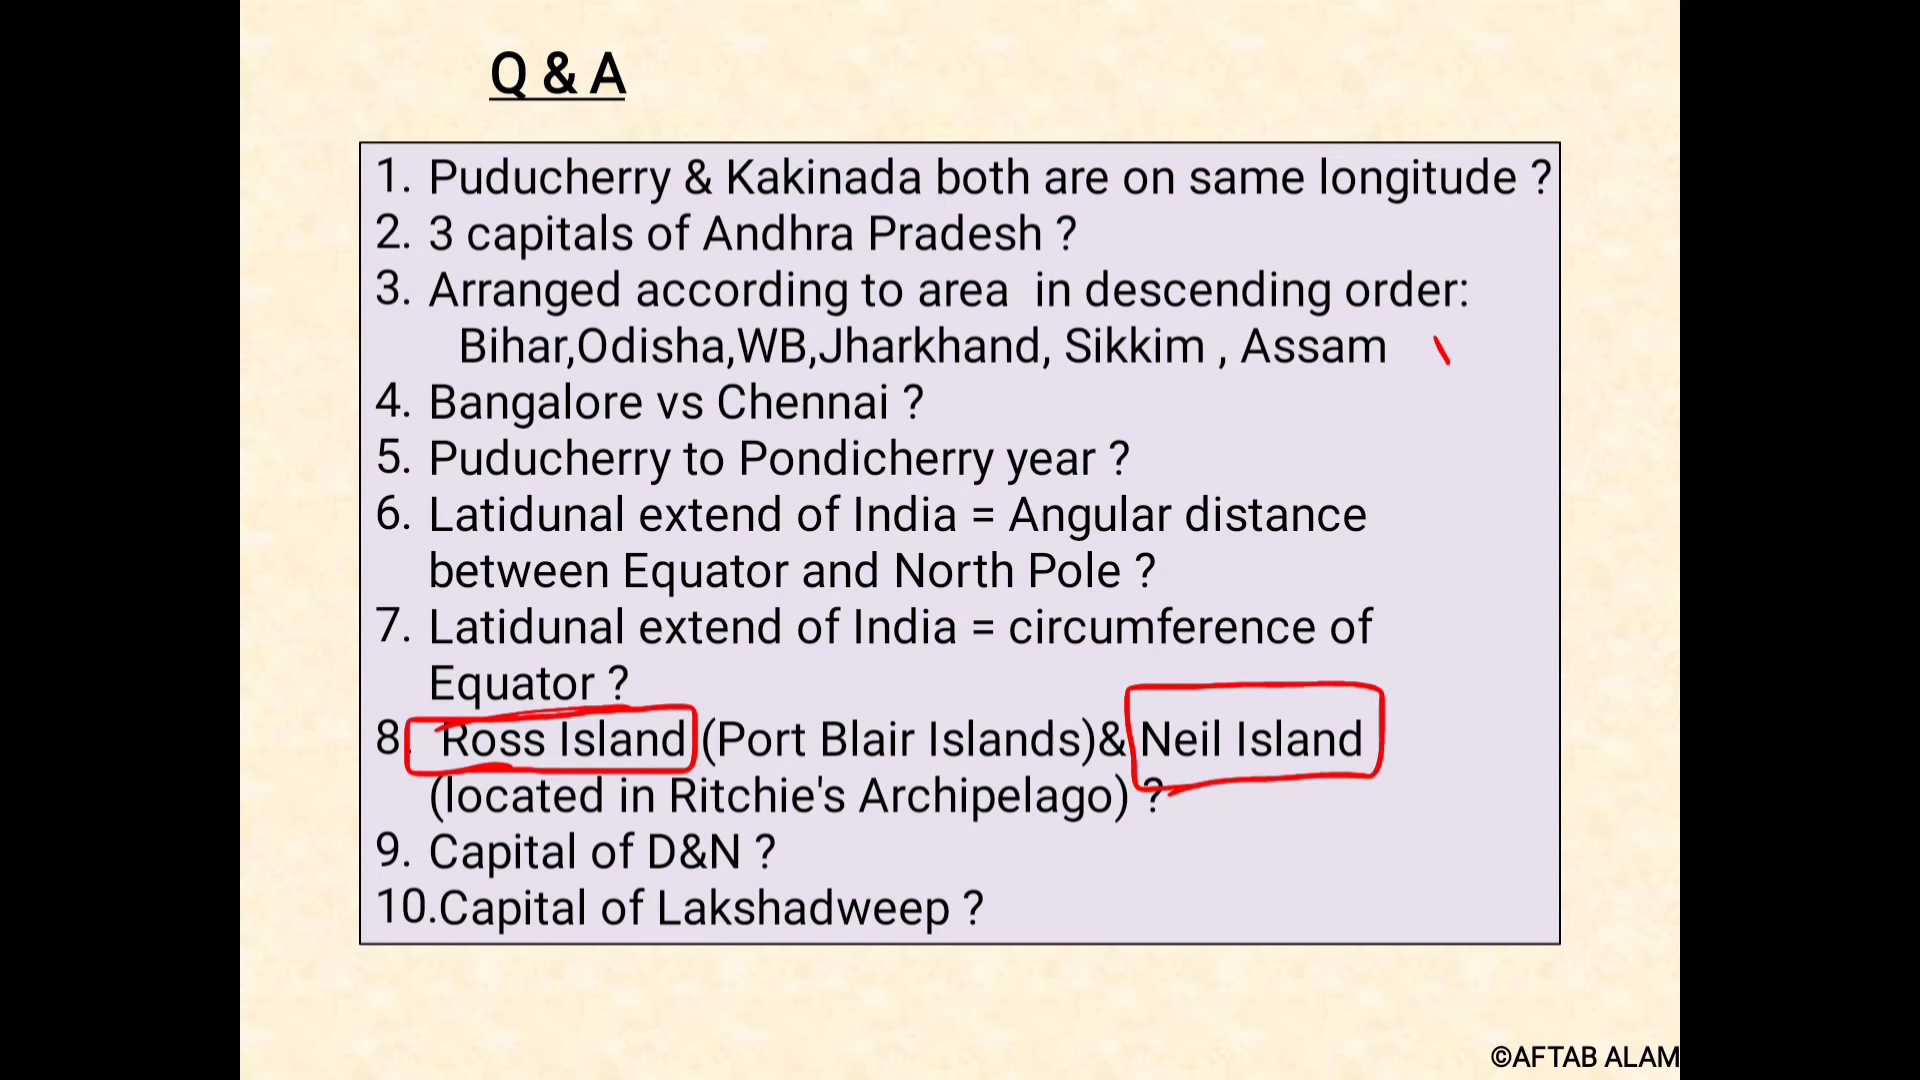 Q & A
1. Puducherry & Kakinada both are on same longitude ?
2. 3 capitals of Andhra Pradesh ?
3. Arranged according to area in descending order:
Bihar,Odisha,WB,Jharkhand, Sikkim , Assam
4. Bangalore vs Chennai ?
5. Puducherry to Pondicherry year ?
6. Latidunal extend of India = Angular distance
between Equator and North Pole ?
7. Latidunal extend of India = circumference of
Equator ?
8. Ross Island (Port Blair Islands)& Neil Island
(located in Ritchie's Archipelago) ?
9. Capital of D&N ?
10.Capital of Lakshadweep ?
©AFTAB ALAM